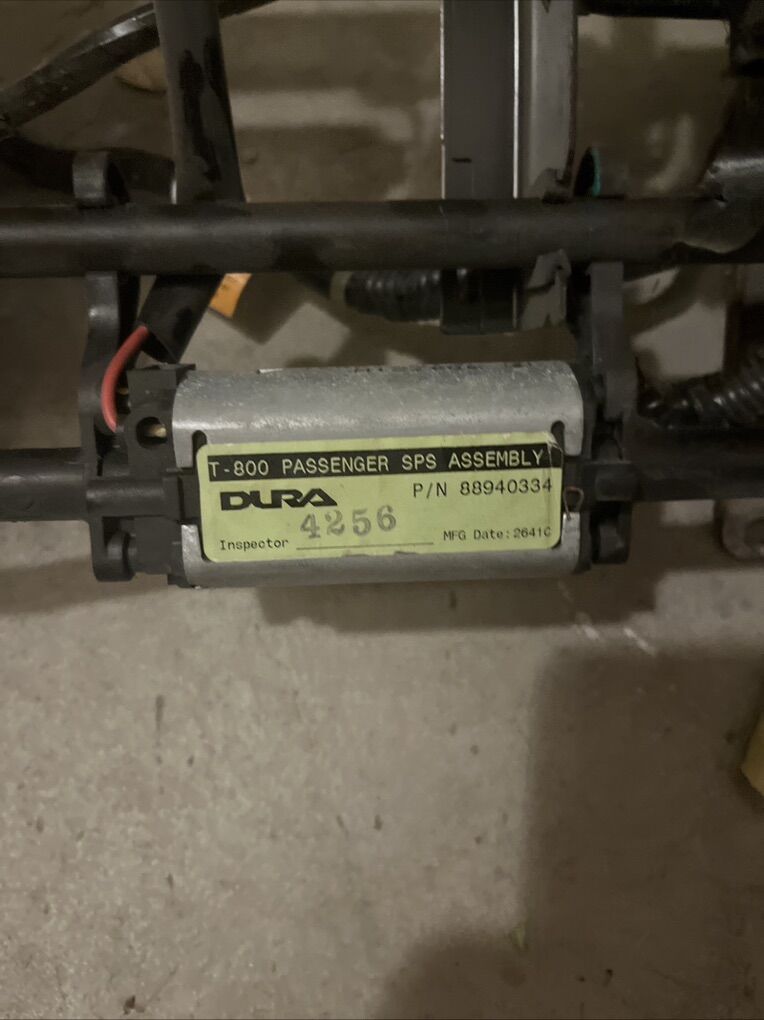 T-800 PASSENGER SPS ASSEMBLY
DURA
P/N 88940334
4256
Inspector
MFG Date:2641C